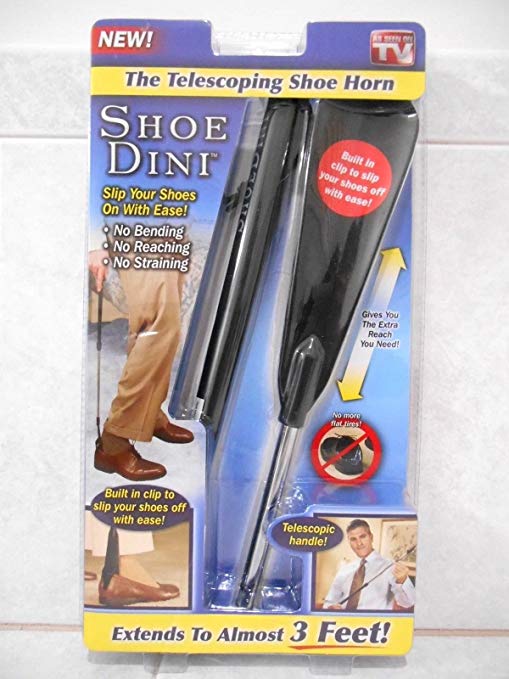 NEW!
AS SEEN ON
TV
The Telescoping Shoe Horn
SHOE
DINI™
Slip Your Shoes
On With Ease!
• No Bending
• No Reaching
• No Straining
SHOEDINI
Built in
clip to slip
your shoes off
with ease!
Gives You
The Extra
Reach
You Need!
No more
flat tires!
Built in clip to
slip your shoes off
with ease!
Telescopic
handle!
Extends To Almost 3 Feet!